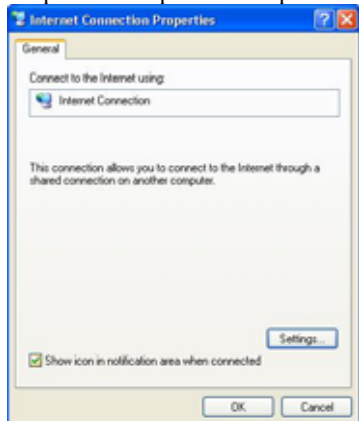 Internet Connection Properties
General
Connect to the Internet using:
Internet Connection
This connection allows you to connect to the Internet through a
shared connection on another computer.
Settings...
Show icon in notification area when connected
OK
Cancel